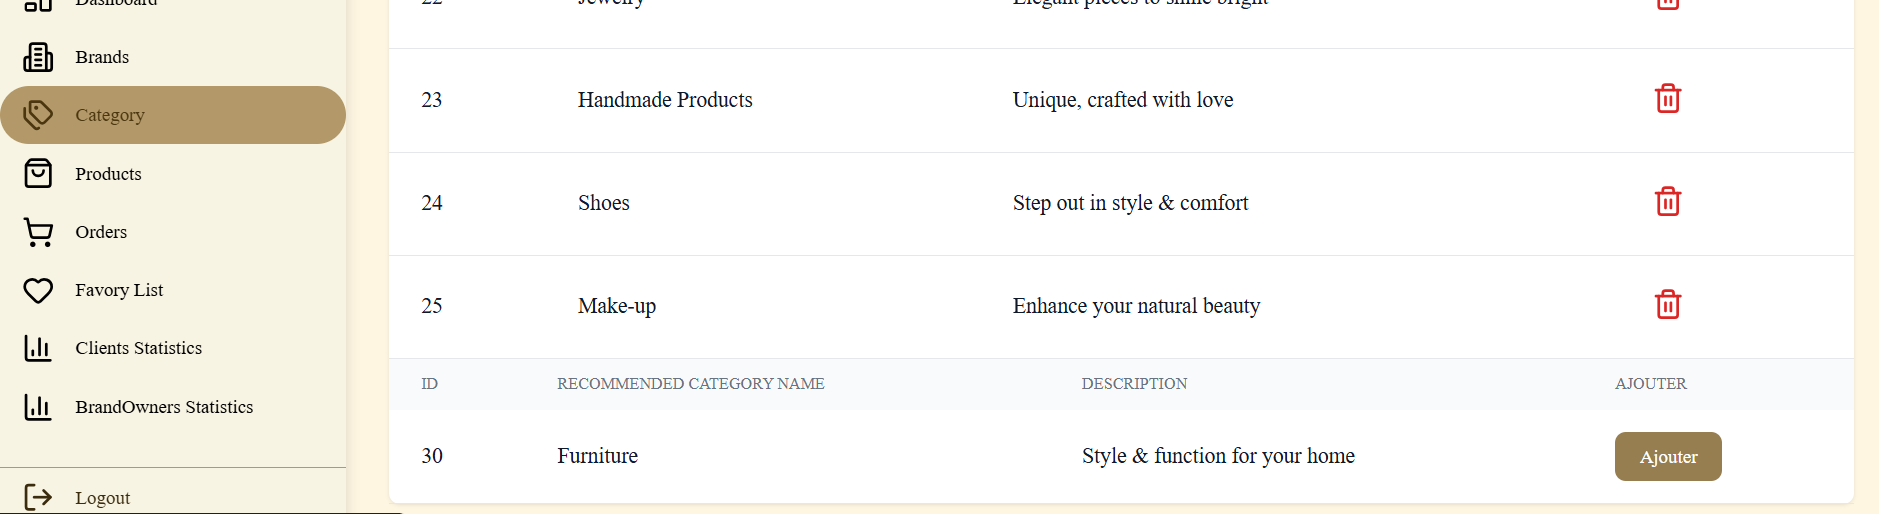 Dashboard
Brands
Category
Products
Orders
Favory List
Clients Statistics
BrandOwners Statistics
Logout
22 Jewelry Elegant pieces to shine bright
23 Handmade Products Unique, crafted with love
24 Shoes Step out in style & comfort
25 Make-up Enhance your natural beauty
ID RECOMMENDED CATEGORY NAME DESCRIPTION AJOUTER
30 Furniture Style & function for your home Ajouter